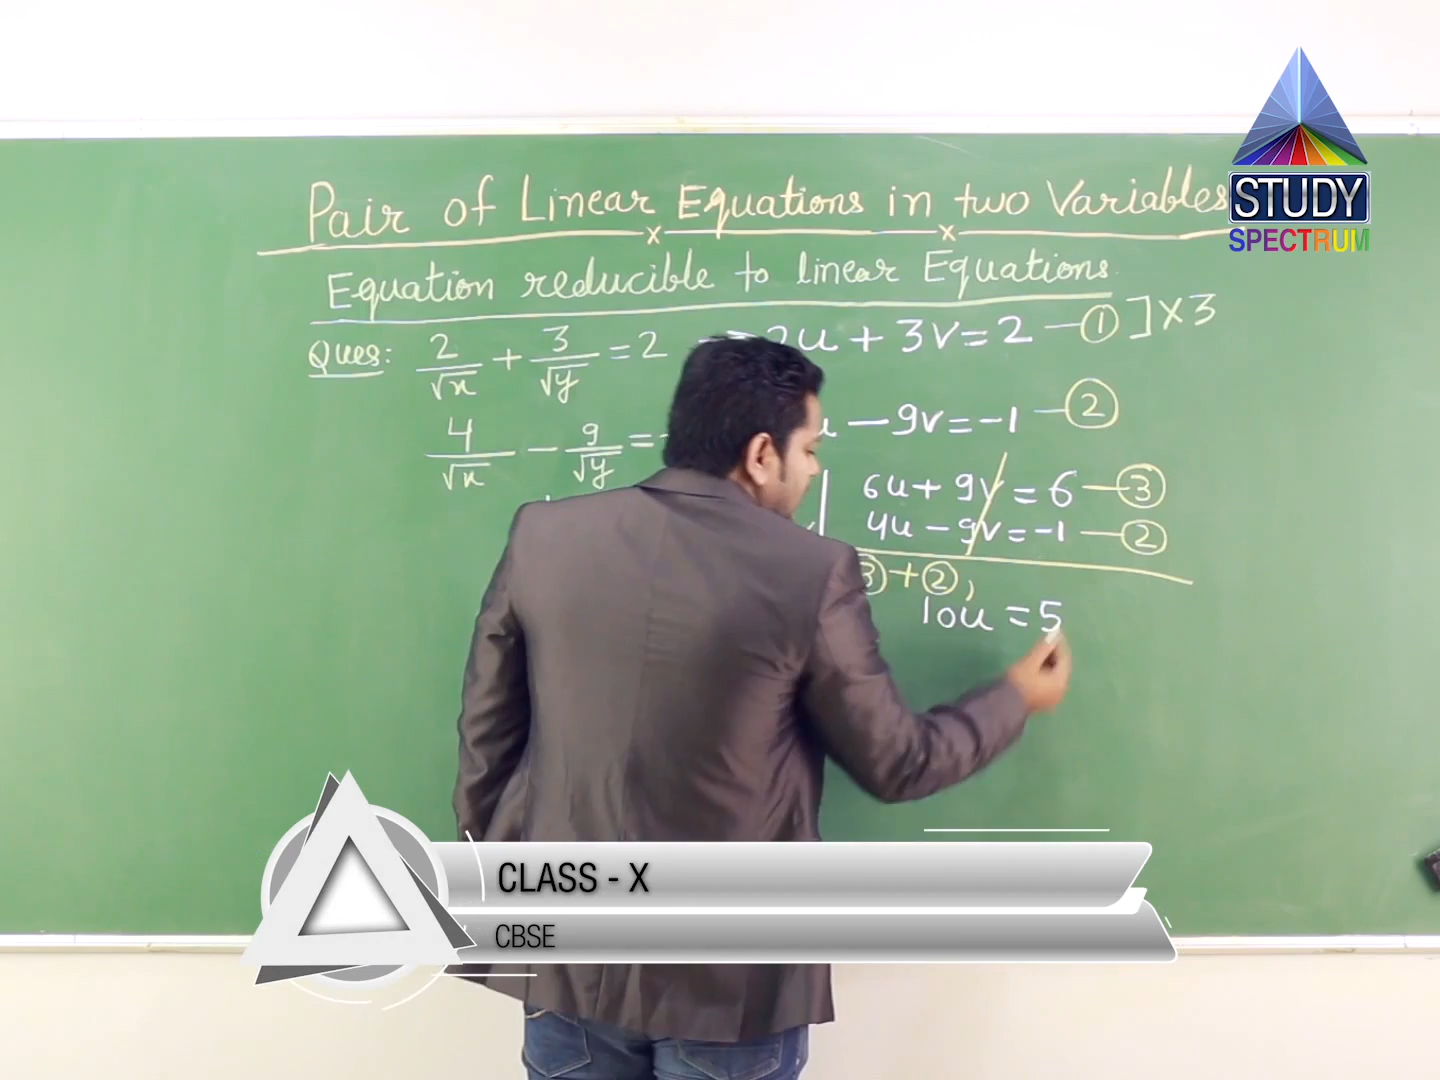 STUDY
SPECTRUM
Pair of Linear Equations in two Variables
x x
Equation reducible to linear Equations
Ques: 2/√x + 3/√y = 2 2u + 3v = 2 — ① ] X 3
4/√x − 9/√y = u − 9v = −1 — ②
6u + 9v = 6 — ③
4u − 9v = −1 — ②
③ + ②,
10u = 5
CLASS - X
CBSE